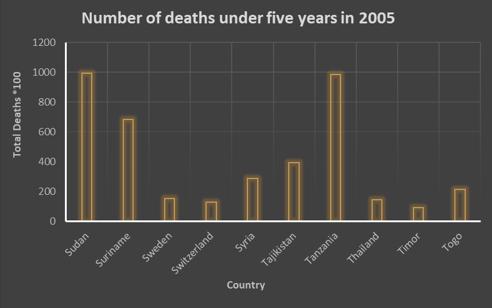 Number of deaths under five years in 2005
Total Deaths *100
1200
1000
800
600
400
200
0
Sudan
Suriname
Sweden
Switzerland
Syria
Tajikistan
Tanzania
Thailand
Timor
Togo
Country